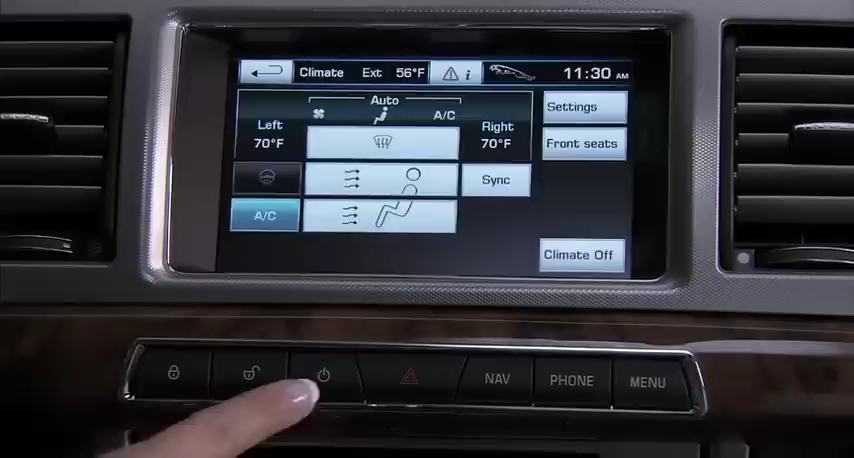 Climate Ext 56°F i 11:30 AM
Auto
A/C
Left
70°F
Right
70°F
Settings
Front seats
Sync
A/C
Climate Off
NAV PHONE MENU